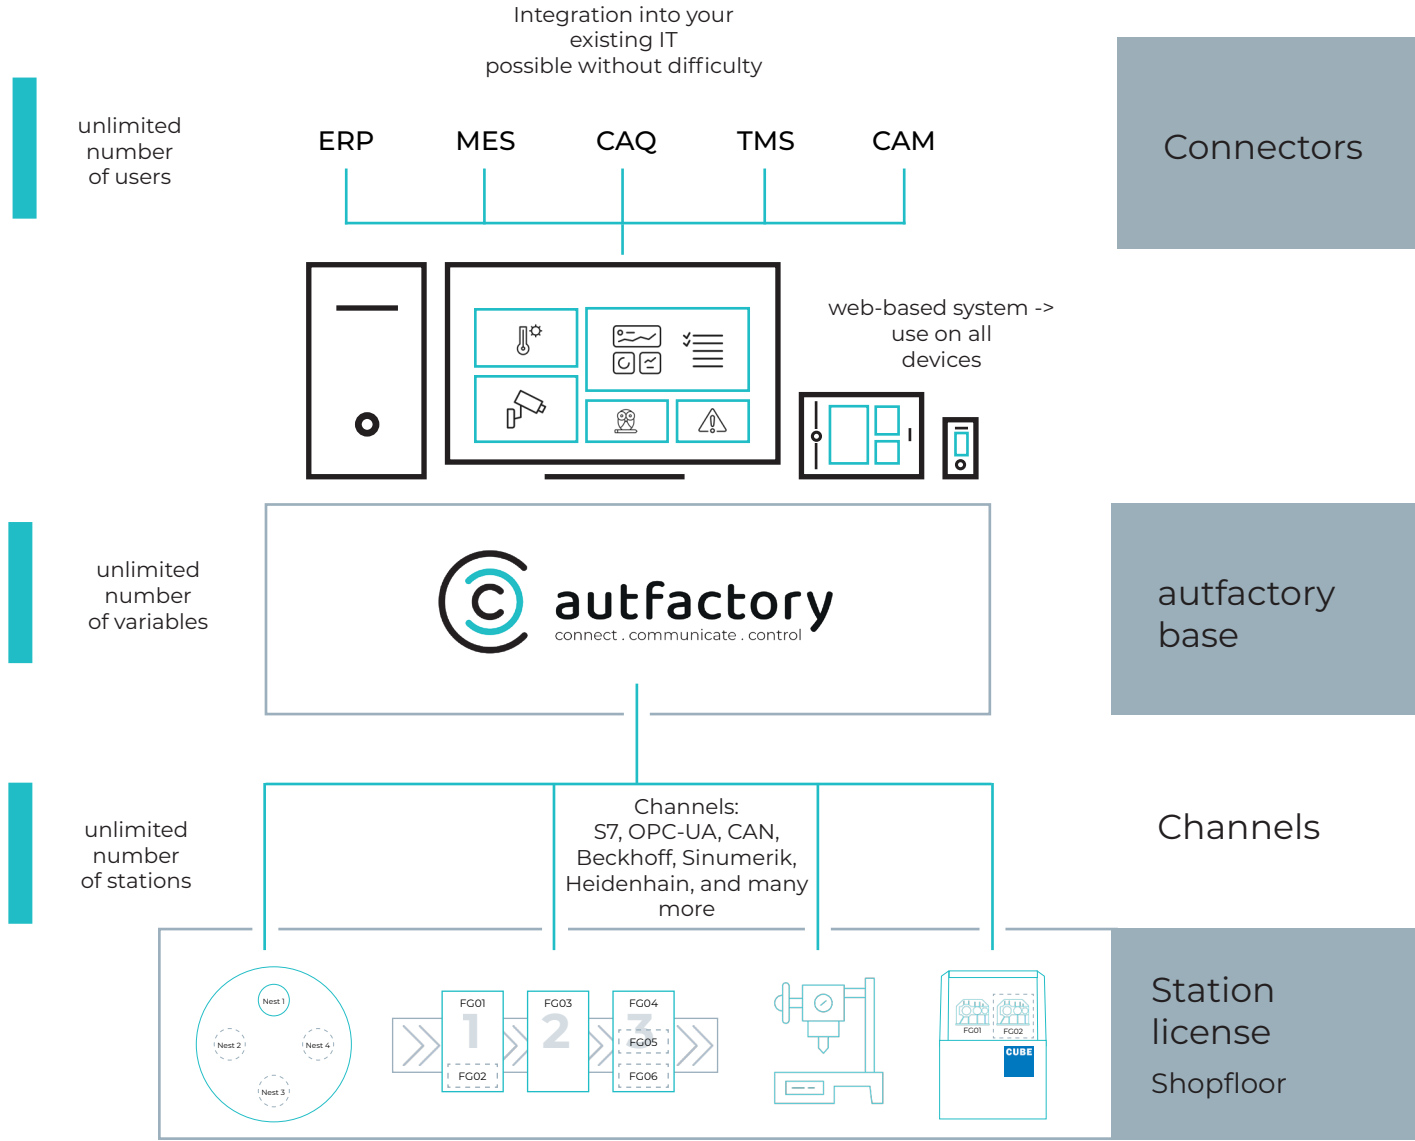 Integration into your
existing IT
possible without difficulty
unlimited
number
of users
ERP
MES
CAQ
TMS
CAM
Connectors
web-based system ->
use on all
devices
unlimited
number
of variables
autfactory
connect . communicate . control
autfactory
base
unlimited
number
of stations
Channels:
S7, OPC-UA, CAN,
Beckhoff, Sinumerik,
Heidenhain, and many
more
Channels
Nest 1
Nest 2
Nest 4
Nest 3
FG01
1
FG02
FG03
2
FG04
3
FG05
FG06
FG01
FG02
CUBE
Station
license
Shopfloor